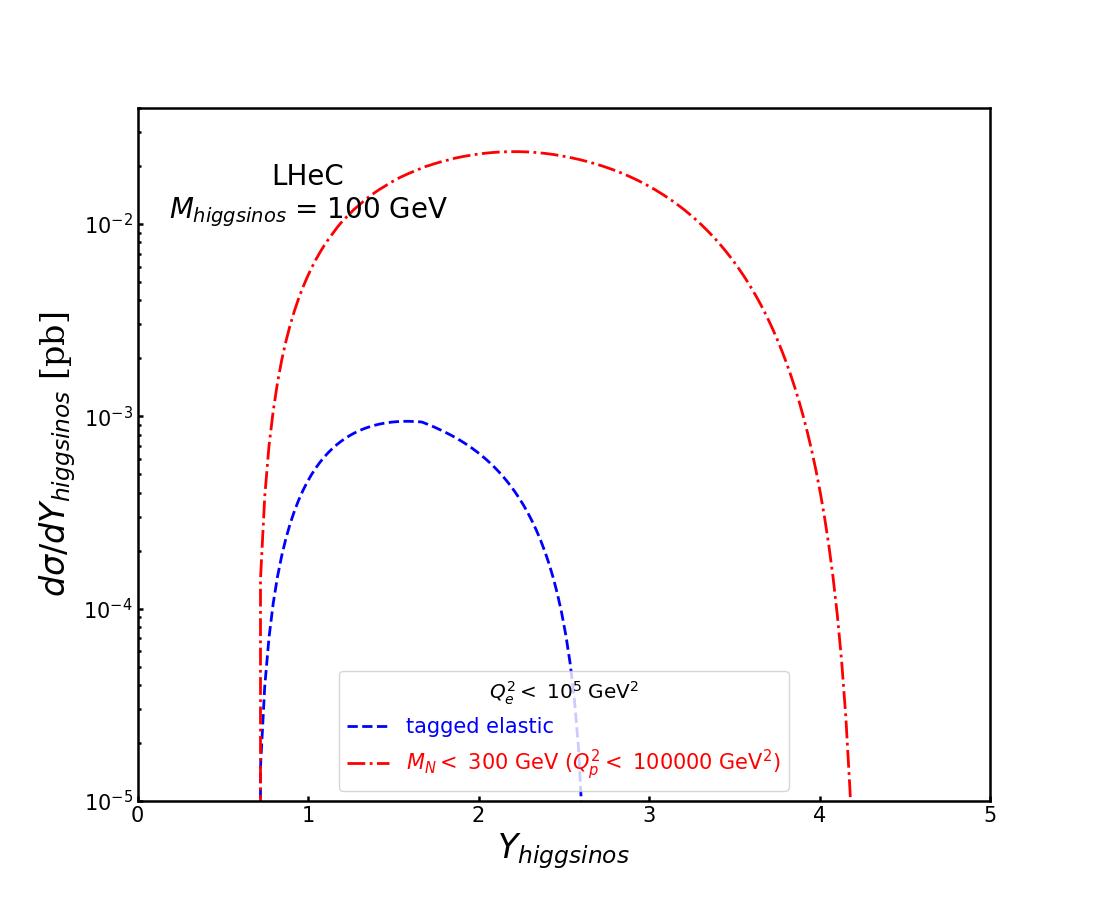 LHeC
M_higgsinos = 100 GeV
dσ/dY_higgsinos [pb]
10^-2
10^-3
10^-4
10^-5
Q_e^2 < 10^5 GeV^2
tagged elastic
M_N < 300 GeV (Q_p^2 < 100000 GeV^2)
0 1 2 3 4 5
Y_higgsinos